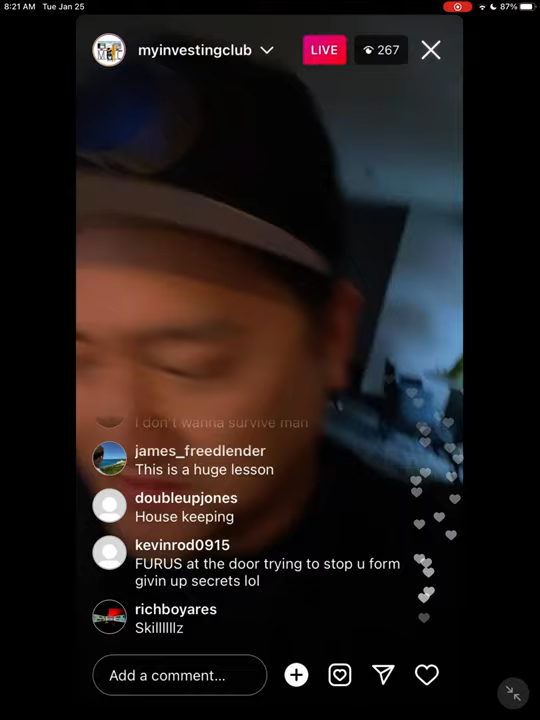 8:21 AM Tue Jan 25
87%
myinvestingclub
LIVE
267
I don't wanna survive man
james_freedlender
This is a huge lesson
doubleupjones
House keeping
kevinrod0915
FURUS at the door trying to stop u form
givin up secrets lol
richboyares
Skillllllz
Add a comment...